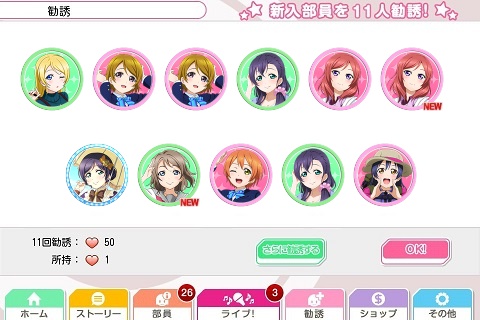 勧誘
新入部員を11人勧誘!
NEW
NEW
11回勧誘： 50
所持： 1
さらに勧誘する
OK!
26
3
ホーム
ストーリー
部員
ライブ!
勧誘
ショップ
その他